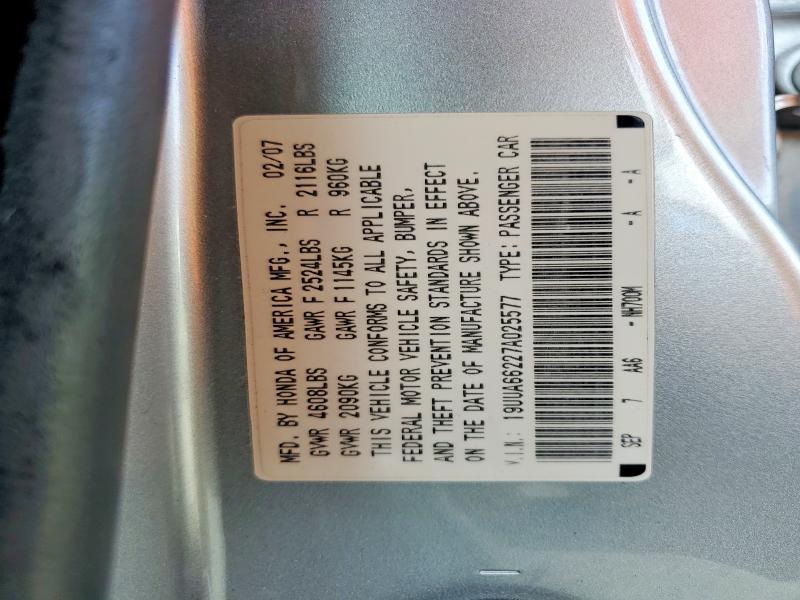 MFD. BY HONDA OF AMERICA MFG., INC. 02/07
GVWR 4608LBS GAWR F 2524LBS R 2116LBS
GVWR 2090KG GAWR F 1145KG R 960KG
THIS VEHICLE CONFORMS TO ALL APPLICABLE
FEDERAL MOTOR VEHICLE SAFETY, BUMPER,
AND THEFT PREVENTION STANDARDS IN EFFECT
ON THE DATE OF MANUFACTURE SHOWN ABOVE.
V.I.N.: 19UUA66227A025577 TYPE: PASSENGER CAR
SEP 7 AA6 *NH700M *A *A